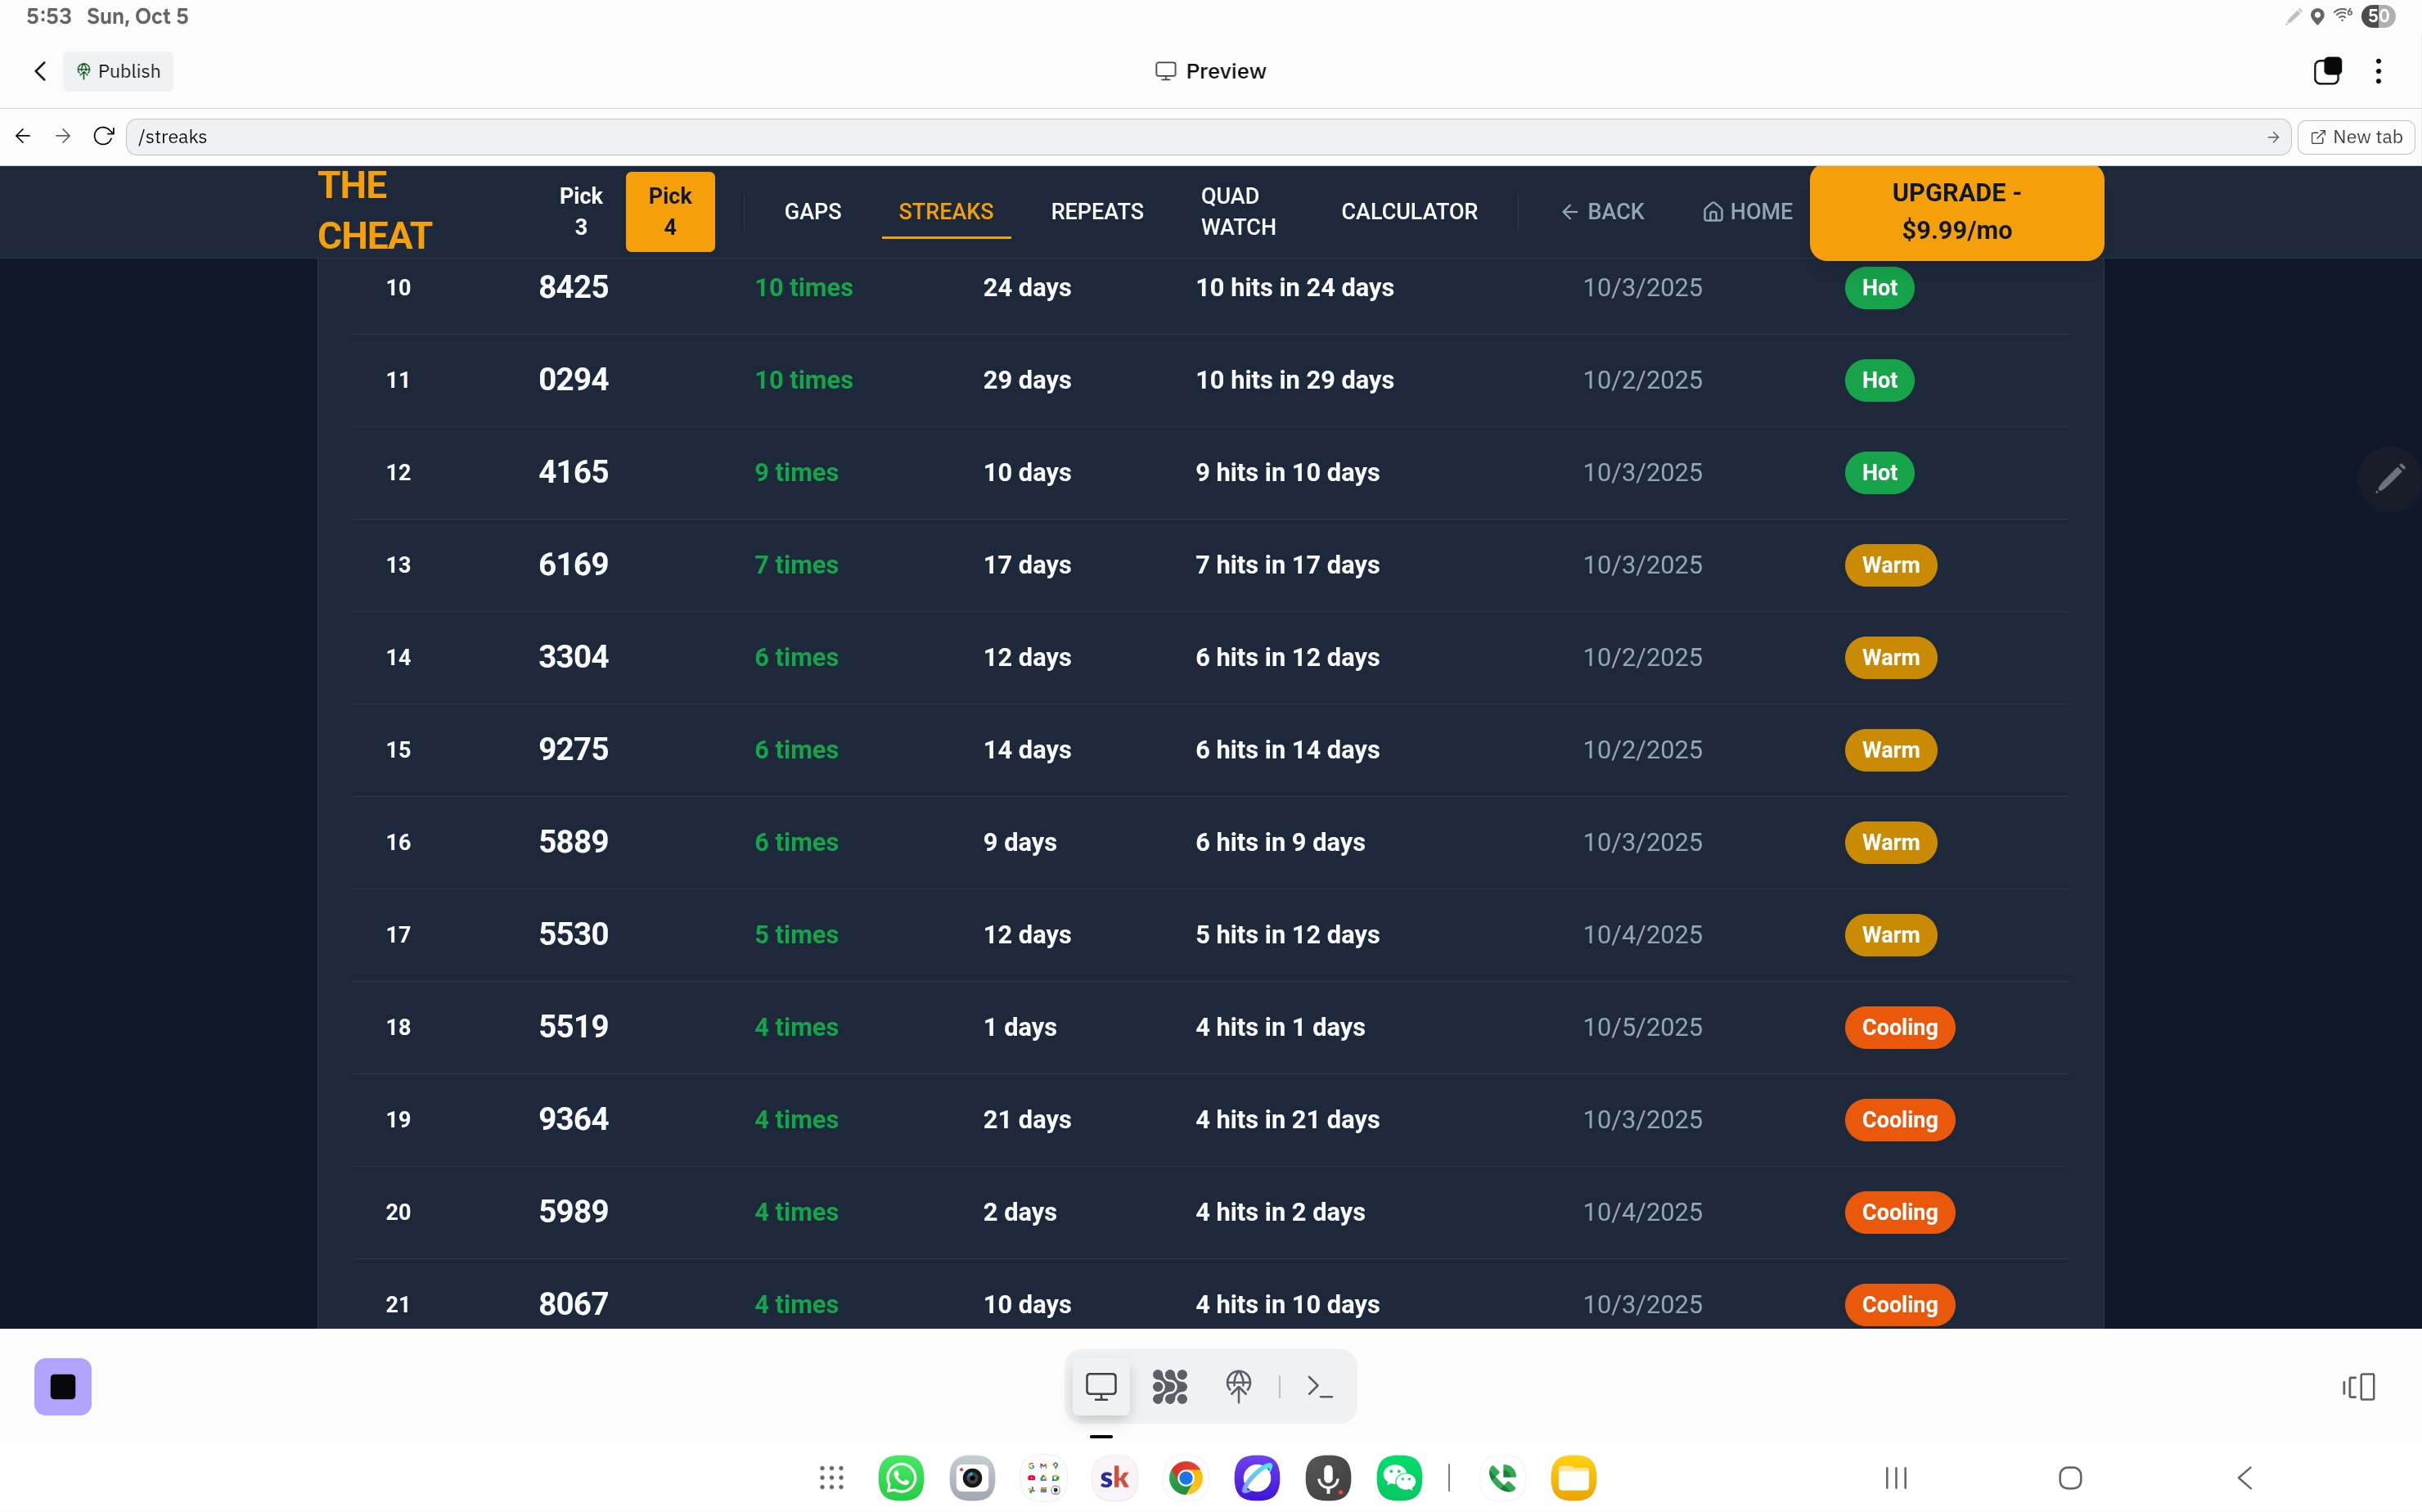 5:53 Sun, Oct 5
50
Publish
Preview
/streaks
New tab
THE CHEAT
Pick 3
Pick 4
GAPS
STREAKS
REPEATS
QUAD WATCH
CALCULATOR
BACK
HOME
UPGRADE - $9.99/mo
10 8425 10 times 24 days 10 hits in 24 days 10/3/2025 Hot
11 0294 10 times 29 days 10 hits in 29 days 10/2/2025 Hot
12 4165 9 times 10 days 9 hits in 10 days 10/3/2025 Hot
13 6169 7 times 17 days 7 hits in 17 days 10/3/2025 Warm
14 3304 6 times 12 days 6 hits in 12 days 10/2/2025 Warm
15 9275 6 times 14 days 6 hits in 14 days 10/2/2025 Warm
16 5889 6 times 9 days 6 hits in 9 days 10/3/2025 Warm
17 5530 5 times 12 days 5 hits in 12 days 10/4/2025 Warm
18 5519 4 times 1 days 4 hits in 1 days 10/5/2025 Cooling
19 9364 4 times 21 days 4 hits in 21 days 10/3/2025 Cooling
20 5989 4 times 2 days 4 hits in 2 days 10/4/2025 Cooling
21 8067 4 times 10 days 4 hits in 10 days 10/3/2025 Cooling
sk